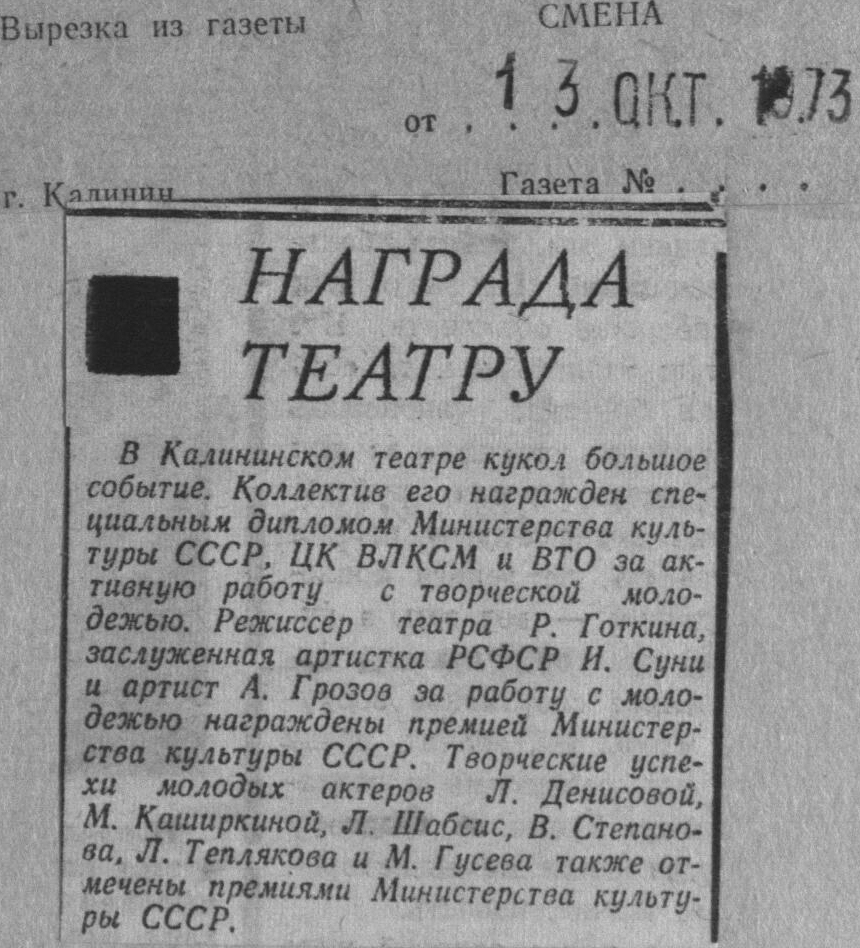 Вырезка из газеты
СМЕНА
от . 13. ОКТ. 1973
г. Калинин
Газета № . . . .
НАГРАДА
ТЕАТРУ
В Калининском театре кукол большое
событие. Коллектив его награжден спе-
циальным дипломом Министерства куль-
туры СССР, ЦК ВЛКСМ и ВТО за ак-
тивную работу с творческой моло-
дежью. Режиссер театра Р. Готкина,
заслуженная артистка РСФСР И. Суни
и артист А. Грозов за работу с моло-
дежью награждены премией Министер-
ства культуры СССР. Творческие успе-
хи молодых актеров Л. Денисовой,
М. Каширкиной, Л. Шабсис, В. Степано-
ва, Л. Теплякова и М. Гусева также от-
мечены премиями Министерства культу-
ры СССР.